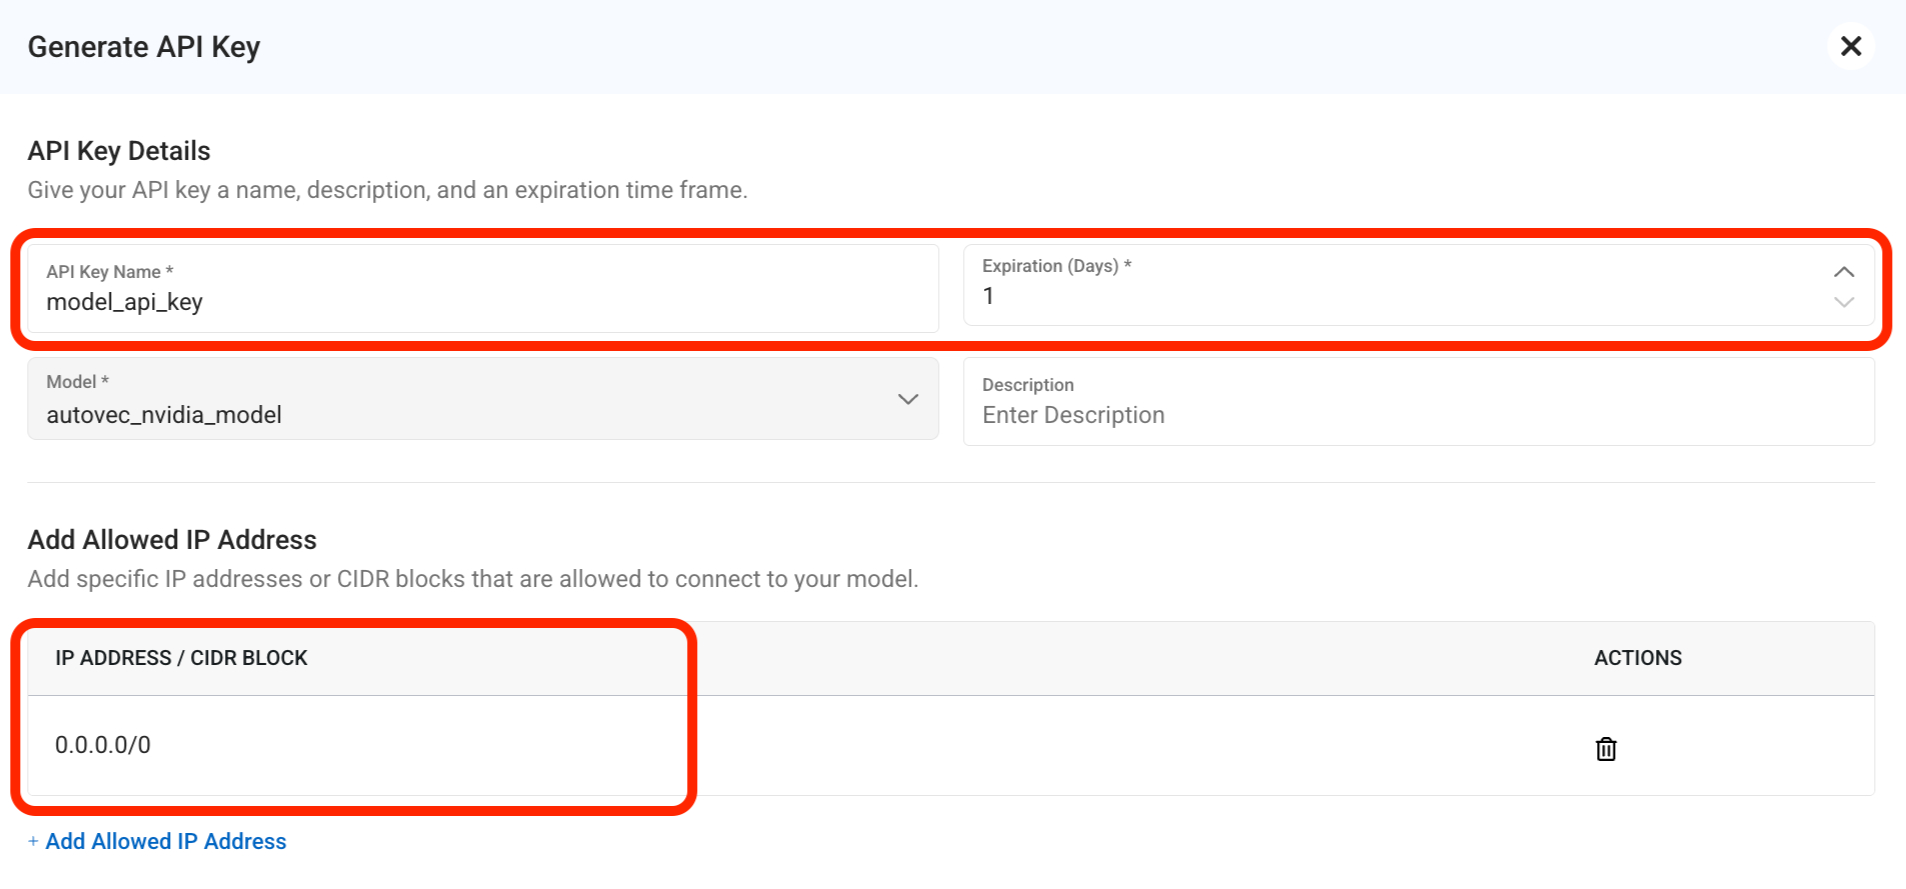 Generate API Key
API Key Details
Give your API key a name, description, and an expiration time frame.
API Key Name *
model_api_key
Expiration (Days) *
1
Model *
autovec_nvidia_model
Description
Enter Description
Add Allowed IP Address
Add specific IP addresses or CIDR blocks that are allowed to connect to your model.
IP ADDRESS / CIDR BLOCK
ACTIONS
0.0.0.0/0
+ Add Allowed IP Address